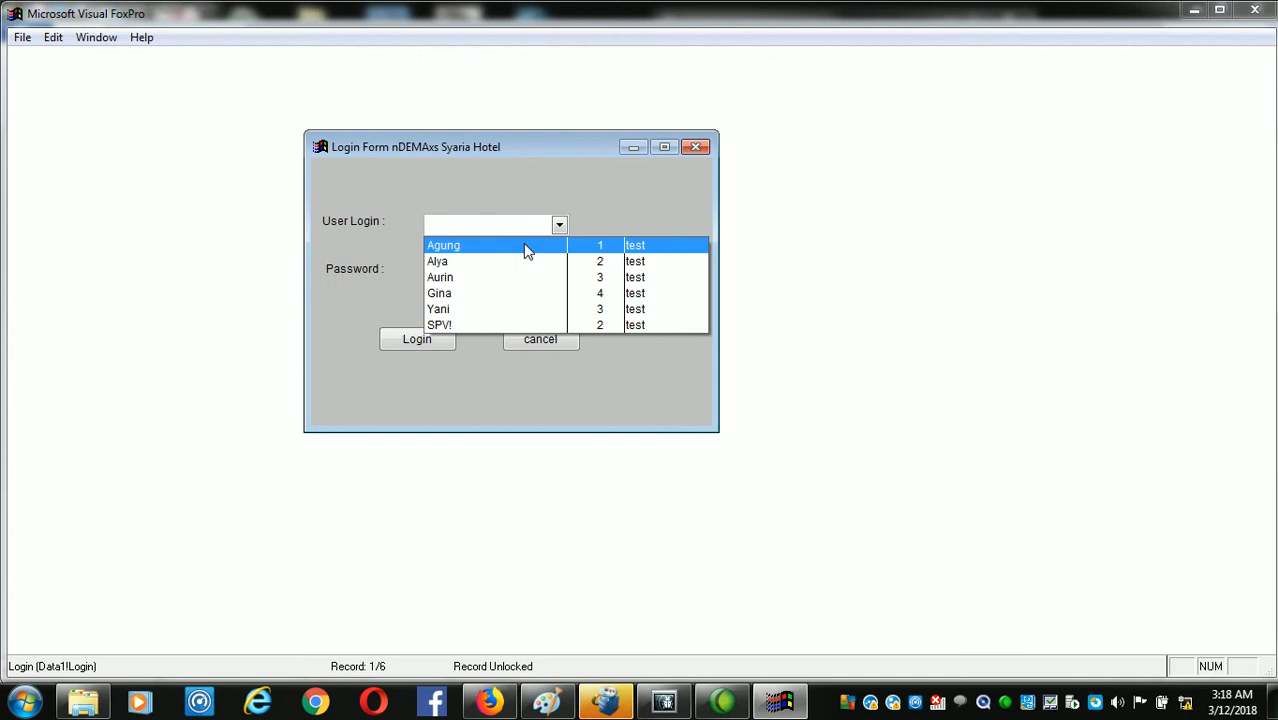 Microsoft Visual FoxPro
File Edit Window Help
Login Form nDEMAxs Syaria Hotel
User Login :
Agung 1 test
Alya 2 test
Password :
Aurin 3 test
Gina 4 test
Yani 3 test
SPV! 2 test
Login cancel
Login (Data1!Login) Record: 1/6 Record Unlocked NUM
3:18 AM
3/12/2018